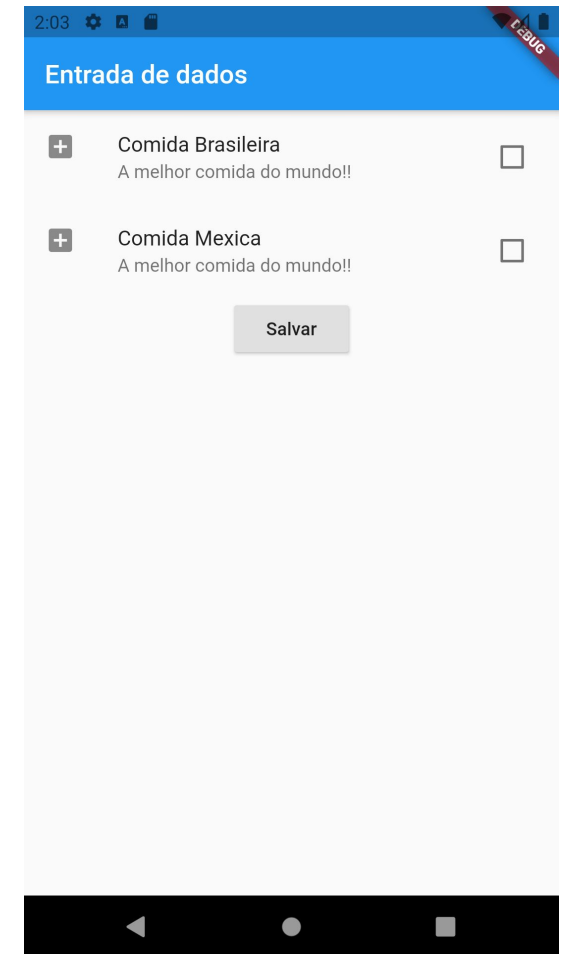 2:03
DEBUG
Entrada de dados
Comida Brasileira
A melhor comida do mundo!!
Comida Mexica
A melhor comida do mundo!!
Salvar